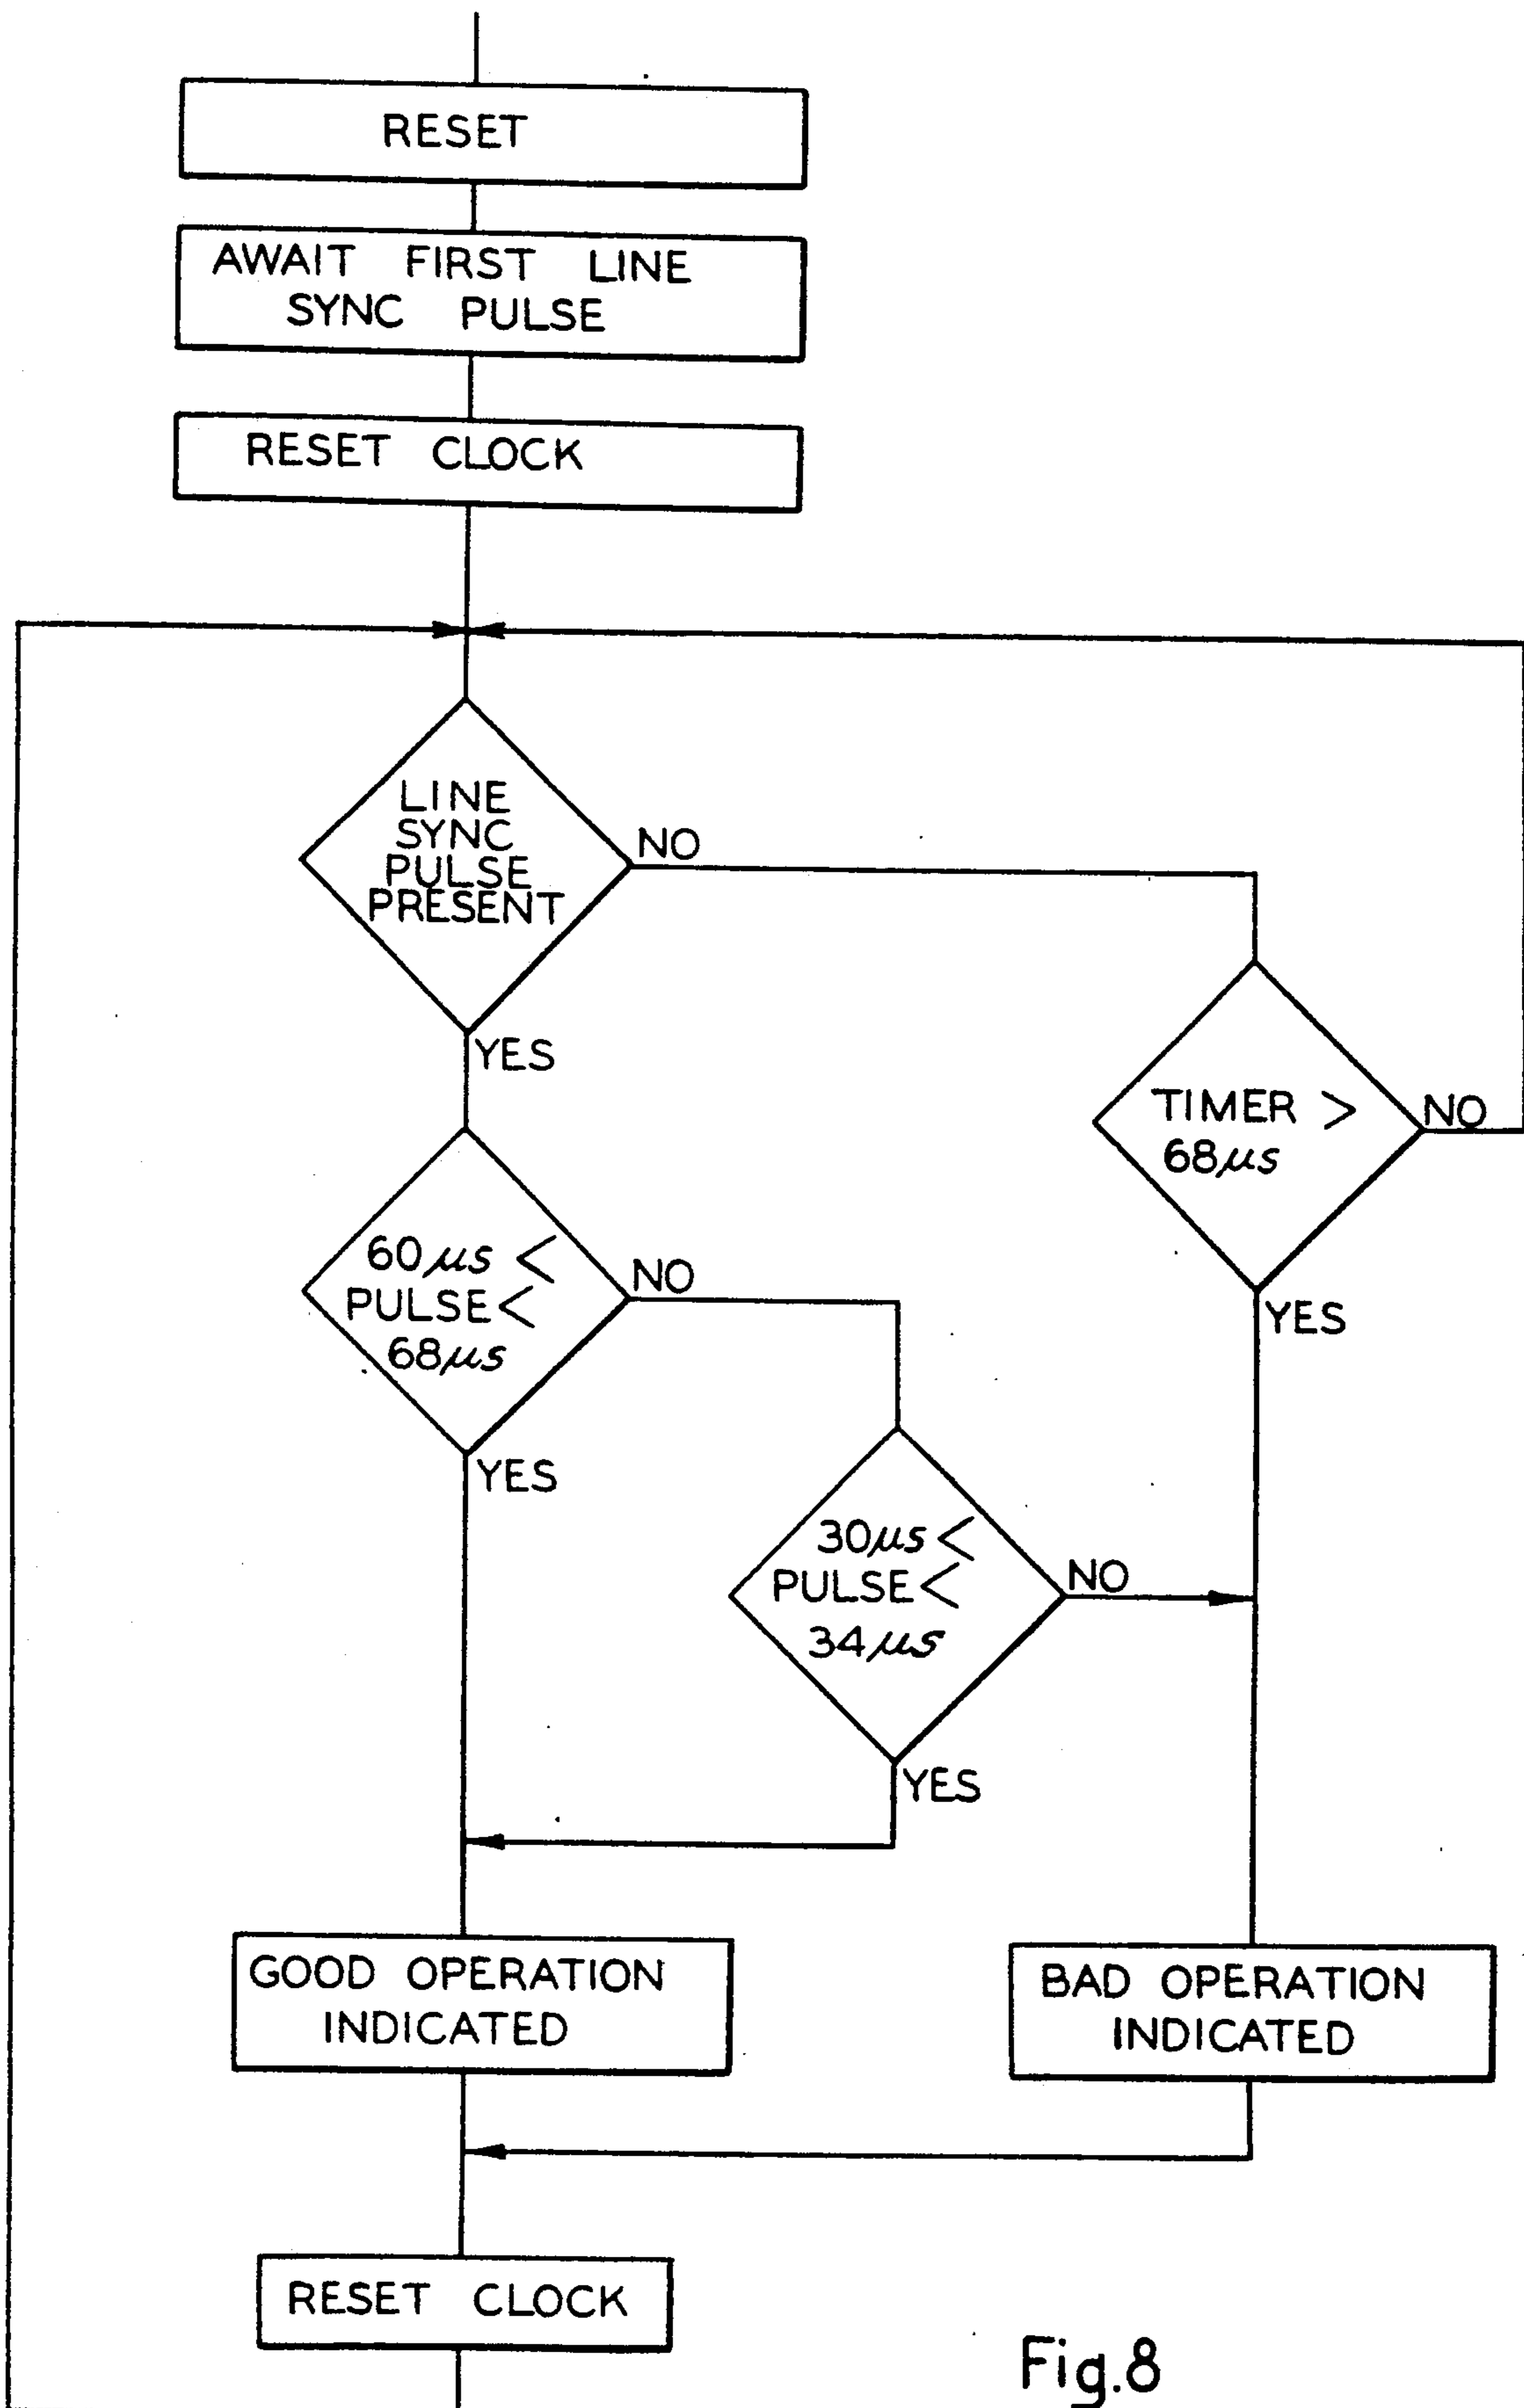 RESET
AWAIT FIRST LINE
SYNC PULSE
RESET CLOCK
LINE
SYNC
PULSE
PRESENT
NO
YES
TIMER >
68µs
NO
YES
60µs <
PULSE <
68µs
NO
YES
30µs <
PULSE <
34µs
NO
YES
GOOD OPERATION
INDICATED
BAD OPERATION
INDICATED
RESET CLOCK
Fig.8